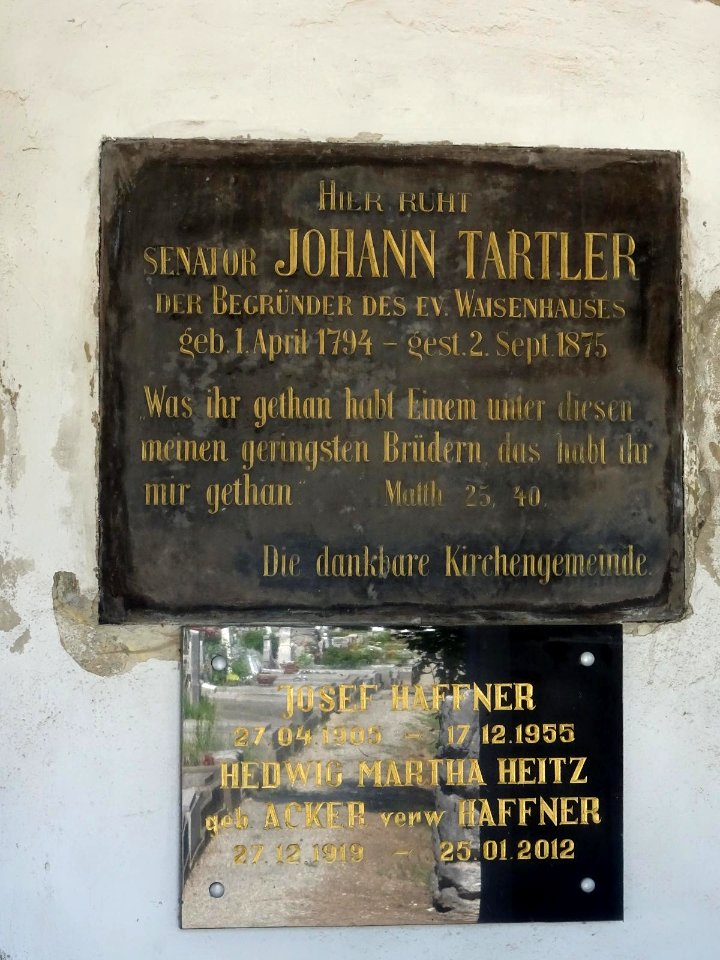 HIER RUHT
SENATOR JOHANN TARTLER
DER BEGRÜNDER DES EV. WAISENHAUSES
geb. 1. April 1794 – gest. 2. Sept. 1875
„Was ihr gethan habt Einem unter diesen
meinen geringsten Brüdern, das habt ihr
mir gethan“ Matth 25, 40.
Die dankbare Kirchengemeinde.
JOSEF HAFFNER
27 04.1905 – 17 12.1955
HEDWIG MARTHA HEITZ
geb ACKER verw HAFFNER
27.12.1919 – 25.01.2012